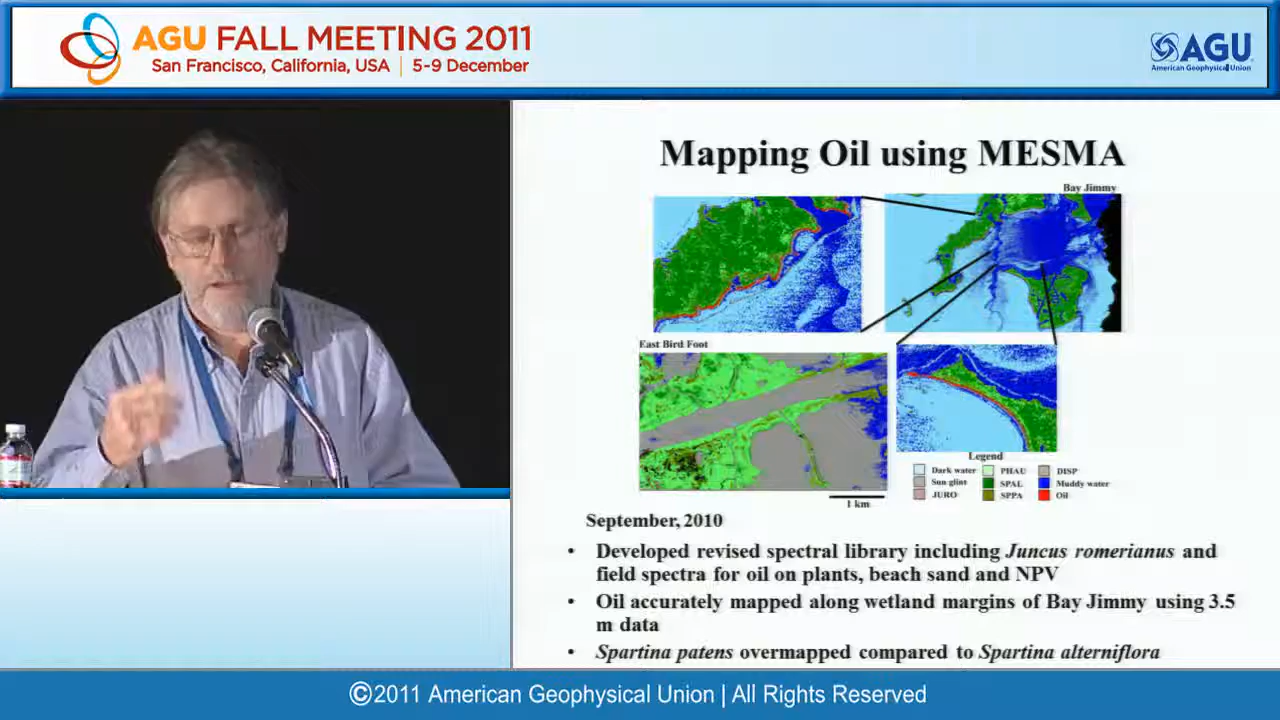 AGU FALL MEETING 2011
San Francisco, California, USA | 5-9 December
AGU
American Geophysical Union
Mapping Oil using MESMA
Bay Jimmy
East Bird Foot
Legend
Dark water PHAU DISP
Sun glint SPAL Muddy water
JURO SPPA Oil
1 km
September, 2010
• Developed revised spectral library including Juncus romerianus and
field spectra for oil on plants, beach sand and NPV
• Oil accurately mapped along wetland margins of Bay Jimmy using 3.5
m data
• Spartina patens overmapped compared to Spartina alterniflora
©2011 American Geophysical Union | All Rights Reserved